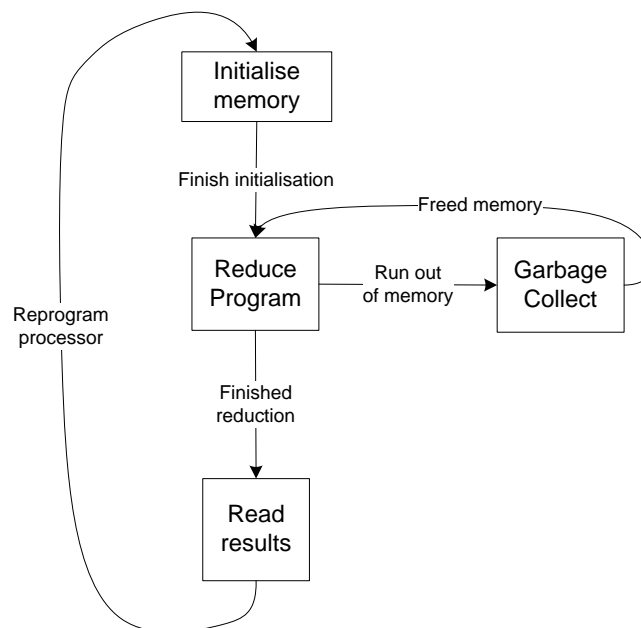 Initialise
memory
Finish initialisation
Freed memory
Reduce
Program
Run out
of memory
Garbage
Collect
Reprogram
processor
Finished
reduction
Read
results